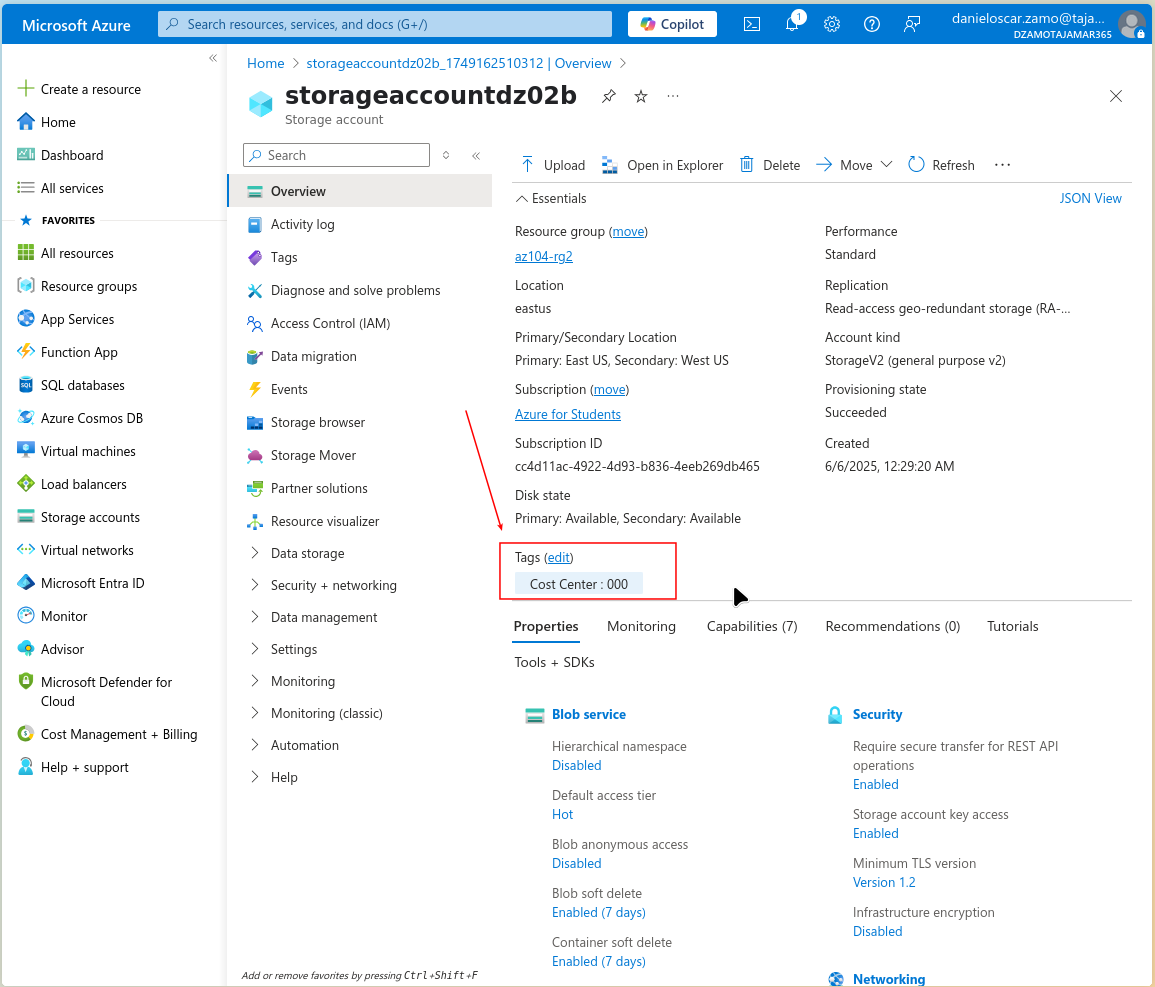 Microsoft Azure
Search resources, services, and docs (G+/)
Copilot
1
danieloscar.zamo@taja...
DZAMOTAJAMAR365
Create a resource
Home
Dashboard
All services
FAVORITES
All resources
Resource groups
App Services
Function App
SQL databases
Azure Cosmos DB
Virtual machines
Load balancers
Storage accounts
Virtual networks
Microsoft Entra ID
Monitor
Advisor
Microsoft Defender for
Cloud
Cost Management + Billing
Help + support
Home > storageaccountdz02b_1749162510312 | Overview >
storageaccountdz02b
Storage account
Search
Overview
Activity log
Tags
Diagnose and solve problems
Access Control (IAM)
Data migration
Events
Storage browser
Storage Mover
Partner solutions
Resource visualizer
Data storage
Security + networking
Data management
Settings
Monitoring
Monitoring (classic)
Automation
Help
Add or remove favorites by pressing Ctrl+Shift+F
Upload Open in Explorer Delete Move Refresh ...
Essentials
JSON View
Resource group (move)
az104-rg2
Location
eastus
Primary/Secondary Location
Primary: East US, Secondary: West US
Subscription (move)
Azure for Students
Subscription ID
cc4d11ac-4922-4d93-b836-4eeb269db465
Disk state
Primary: Available, Secondary: Available
Performance
Standard
Replication
Read-access geo-redundant storage (RA-...
Account kind
StorageV2 (general purpose v2)
Provisioning state
Succeeded
Created
6/6/2025, 12:29:20 AM
Tags (edit)
Cost Center : 000
Properties Monitoring Capabilities (7) Recommendations (0) Tutorials
Tools + SDKs
Blob service
Hierarchical namespace
Disabled
Default access tier
Hot
Blob anonymous access
Disabled
Blob soft delete
Enabled (7 days)
Container soft delete
Enabled (7 days)
Security
Require secure transfer for REST API
operations
Enabled
Storage account key access
Enabled
Minimum TLS version
Version 1.2
Infrastructure encryption
Disabled
Networking